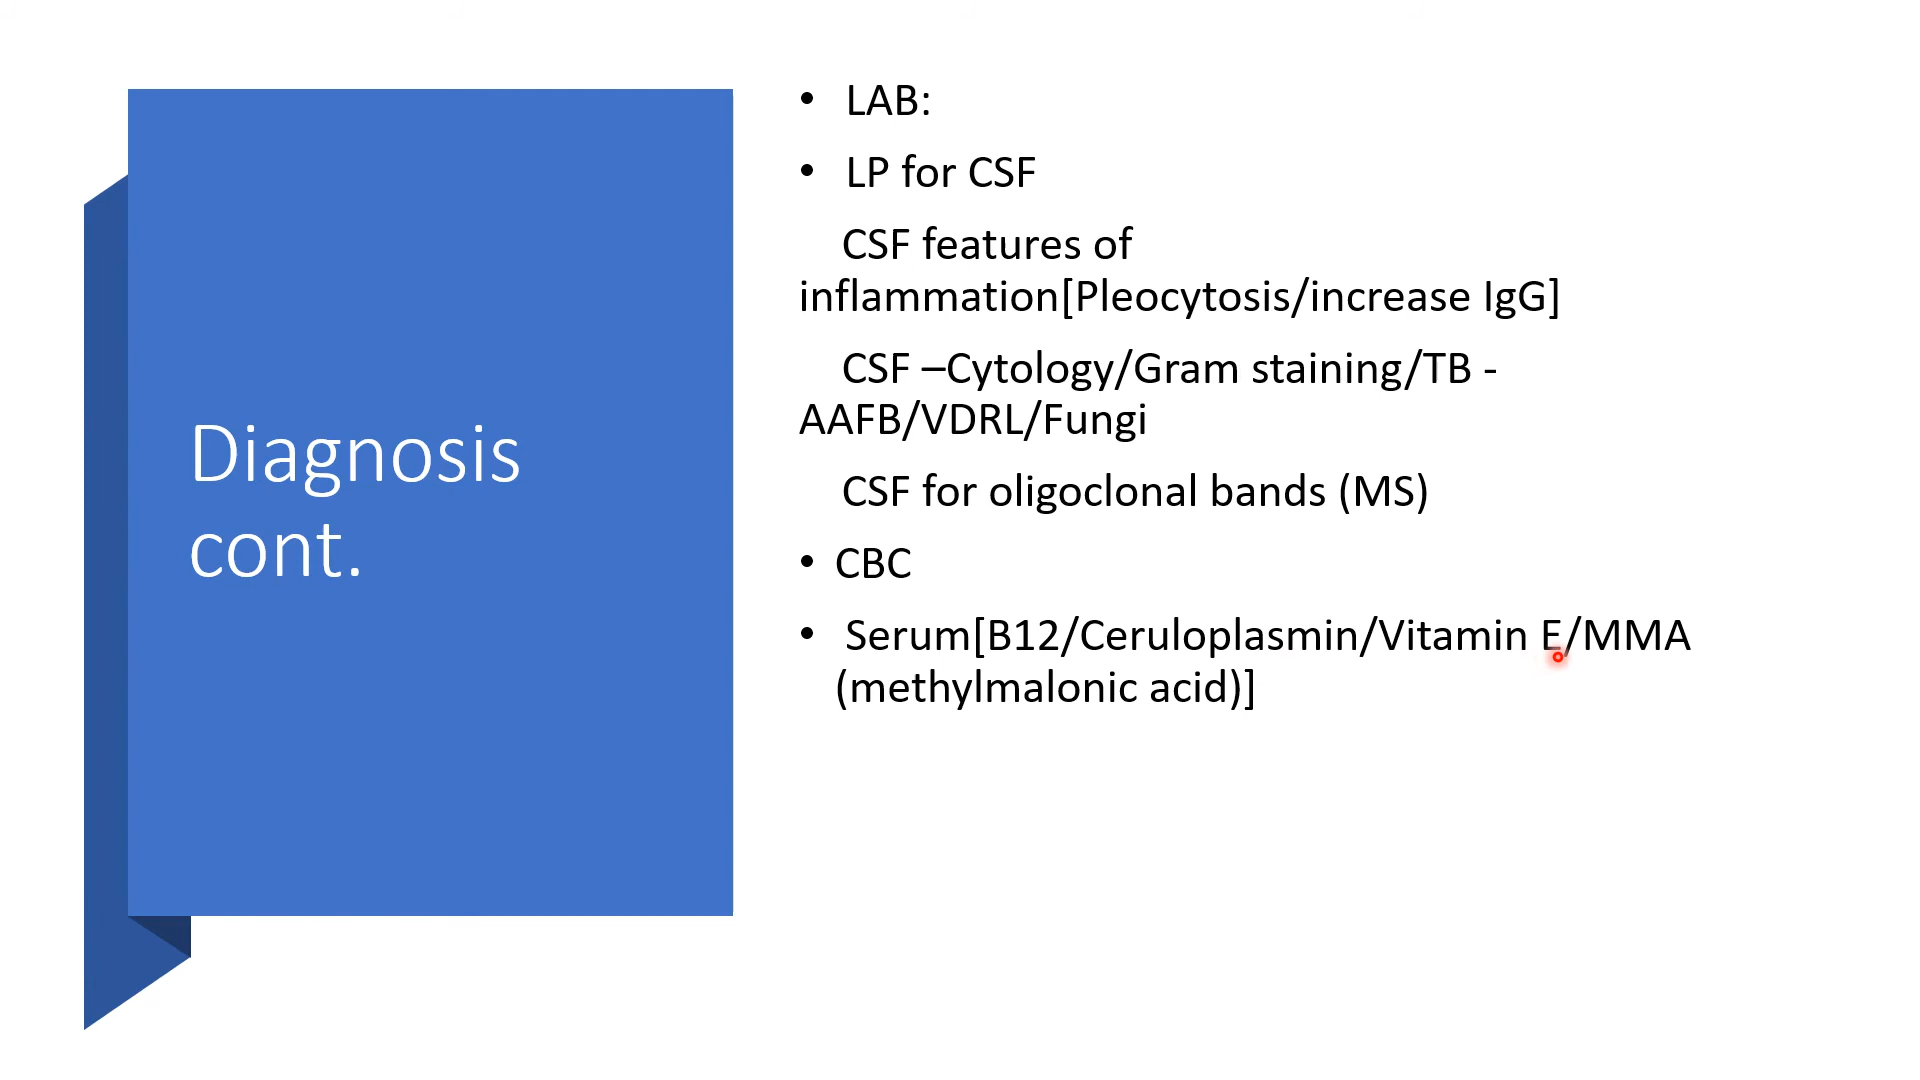 Diagnosis
cont.
• LAB:
• LP for CSF
CSF features of
inflammation[Pleocytosis/increase IgG]
CSF –Cytology/Gram staining/TB -
AAFB/VDRL/Fungi
CSF for oligoclonal bands (MS)
• CBC
• Serum[B12/Ceruloplasmin/Vitamin E/MMA
(methylmalonic acid)]